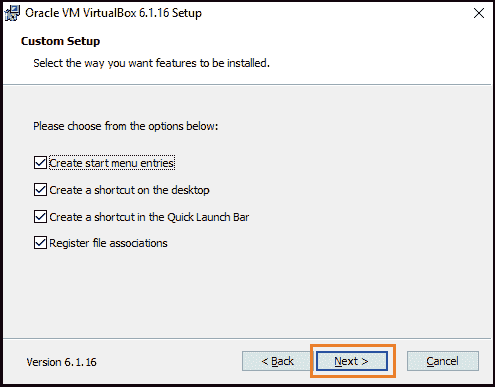 Oracle VM VirtualBox 6.1.16 Setup
Custom Setup
Select the way you want features to be installed.
Please choose from the options below:
Create start menu entries
Create a shortcut on the desktop
Create a shortcut in the Quick Launch Bar
Register file associations
Version 6.1.16
< Back
Next >
Cancel